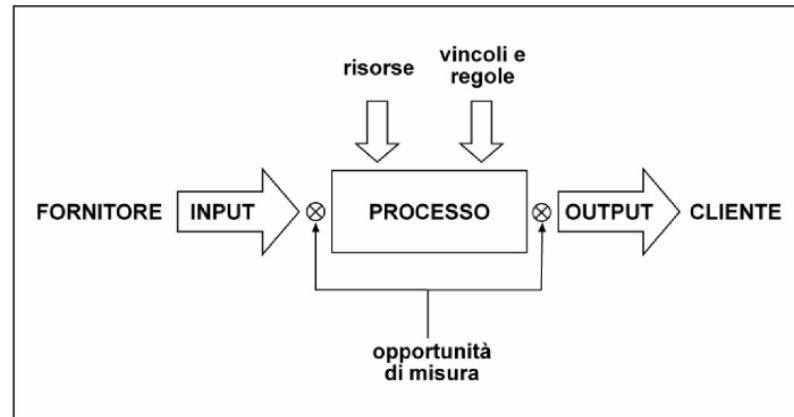 risorse
vincoli e
regole
FORNITORE
INPUT
PROCESSO
OUTPUT
CLIENTE
opportunità
di misura